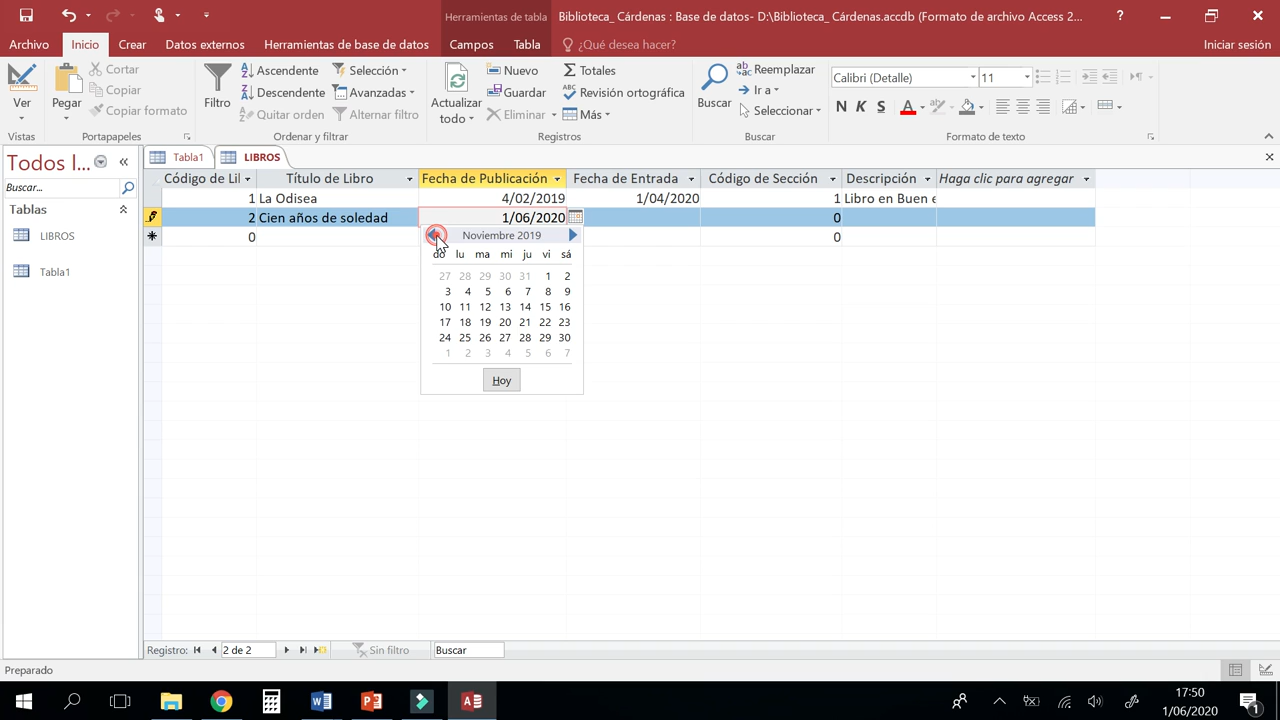 Herramientas de tabla
Biblioteca_ Cárdenas : Base de datos- D:\Biblioteca_ Cárdenas.accdb (Formato de archivo Access 2...
?
Archivo Inicio Crear Datos externos Herramientas de base de datos Campos Tabla ¿Qué desea hacer? Iniciar sesión
Ver
Pegar
Cortar
Copiar
Copiar formato
Filtro
Ascendente
Descendente
Quitar orden
Selección
Avanzadas
Alternar filtro
Actualizar
todo
Nuevo
Guardar
Eliminar
Totales
Revisión ortográfica
Más
Buscar
Reemplazar
Ir a
Seleccionar
Calibri (Detalle) 11
N K S A
Vistas Portapapeles Ordenar y filtrar Registros Buscar Formato de texto
Todos l...
Buscar...
Tablas
LIBROS
Tabla1
Tabla1 LIBROS
Código de Lil Título de Libro Fecha de Publicación Fecha de Entrada Código de Sección Descripción Haga clic para agregar
1 La Odisea 4/02/2019 1/04/2020 1 Libro en Buen e
2 Cien años de soledad 1/06/2020 0
0 0
Noviembre 2019
do lu ma mi ju vi sá
27 28 29 30 31 1 2
3 4 5 6 7 8 9
10 11 12 13 14 15 16
17 18 19 20 21 22 23
24 25 26 27 28 29 30
1 2 3 4 5 6 7
Hoy
Registro: 2 de 2 Sin filtro Buscar
Preparado
17:50
1/06/2020
1